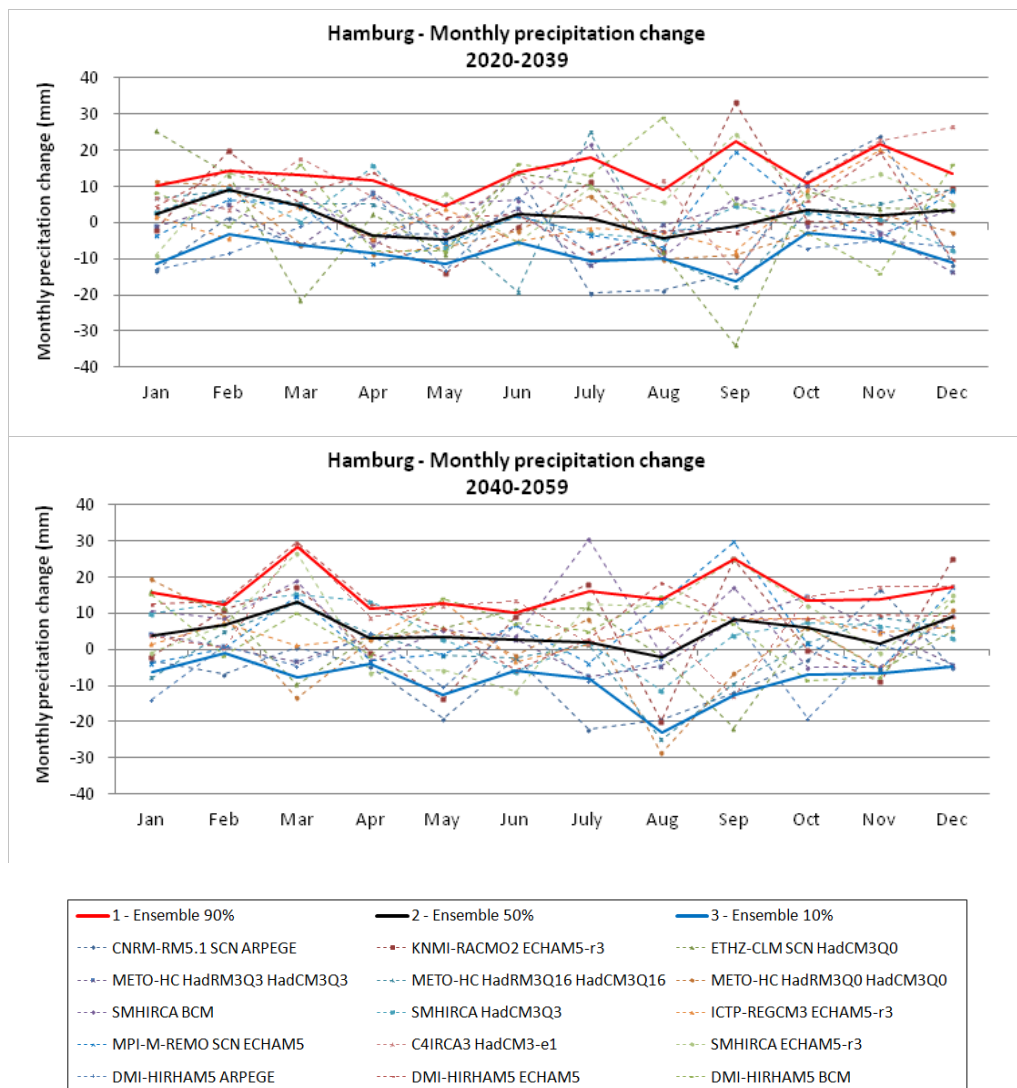 Hamburg - Monthly precipitation change
2020-2039
Monthly precitation change (mm)
40
30
20
10
0
-10
-20
-30
-40
Jan Feb Mar Apr May Jun July Aug Sep Oct Nov Dec
Hamburg - Monthly precipitation change
2040-2059
Monthly precitation change (mm)
40
30
20
10
0
-10
-20
-30
-40
Jan Feb Mar Apr May Jun July Aug Sep Oct Nov Dec
1 - Ensemble 90% 2 - Ensemble 50% 3 - Ensemble 10%
CNRM-RM5.1 SCN ARPEGE KNMI-RACMO2 ECHAM5-r3 ETHZ-CLM SCN HadCM3Q0
METO-HC HadRM3Q3 HadCM3Q3 METO-HC HadRM3Q16 HadCM3Q16 METO-HC HadRM3Q0 HadCM3Q0
SMHIRCA BCM SMHIRCA HadCM3Q3 ICTP-REGCM3 ECHAM5-r3
MPI-M-REMO SCN ECHAM5 C4IRCA3 HadCM3-e1 SMHIRCA ECHAM5-r3
DMI-HIRHAM5 ARPEGE DMI-HIRHAM5 ECHAM5 DMI-HIRHAM5 BCM